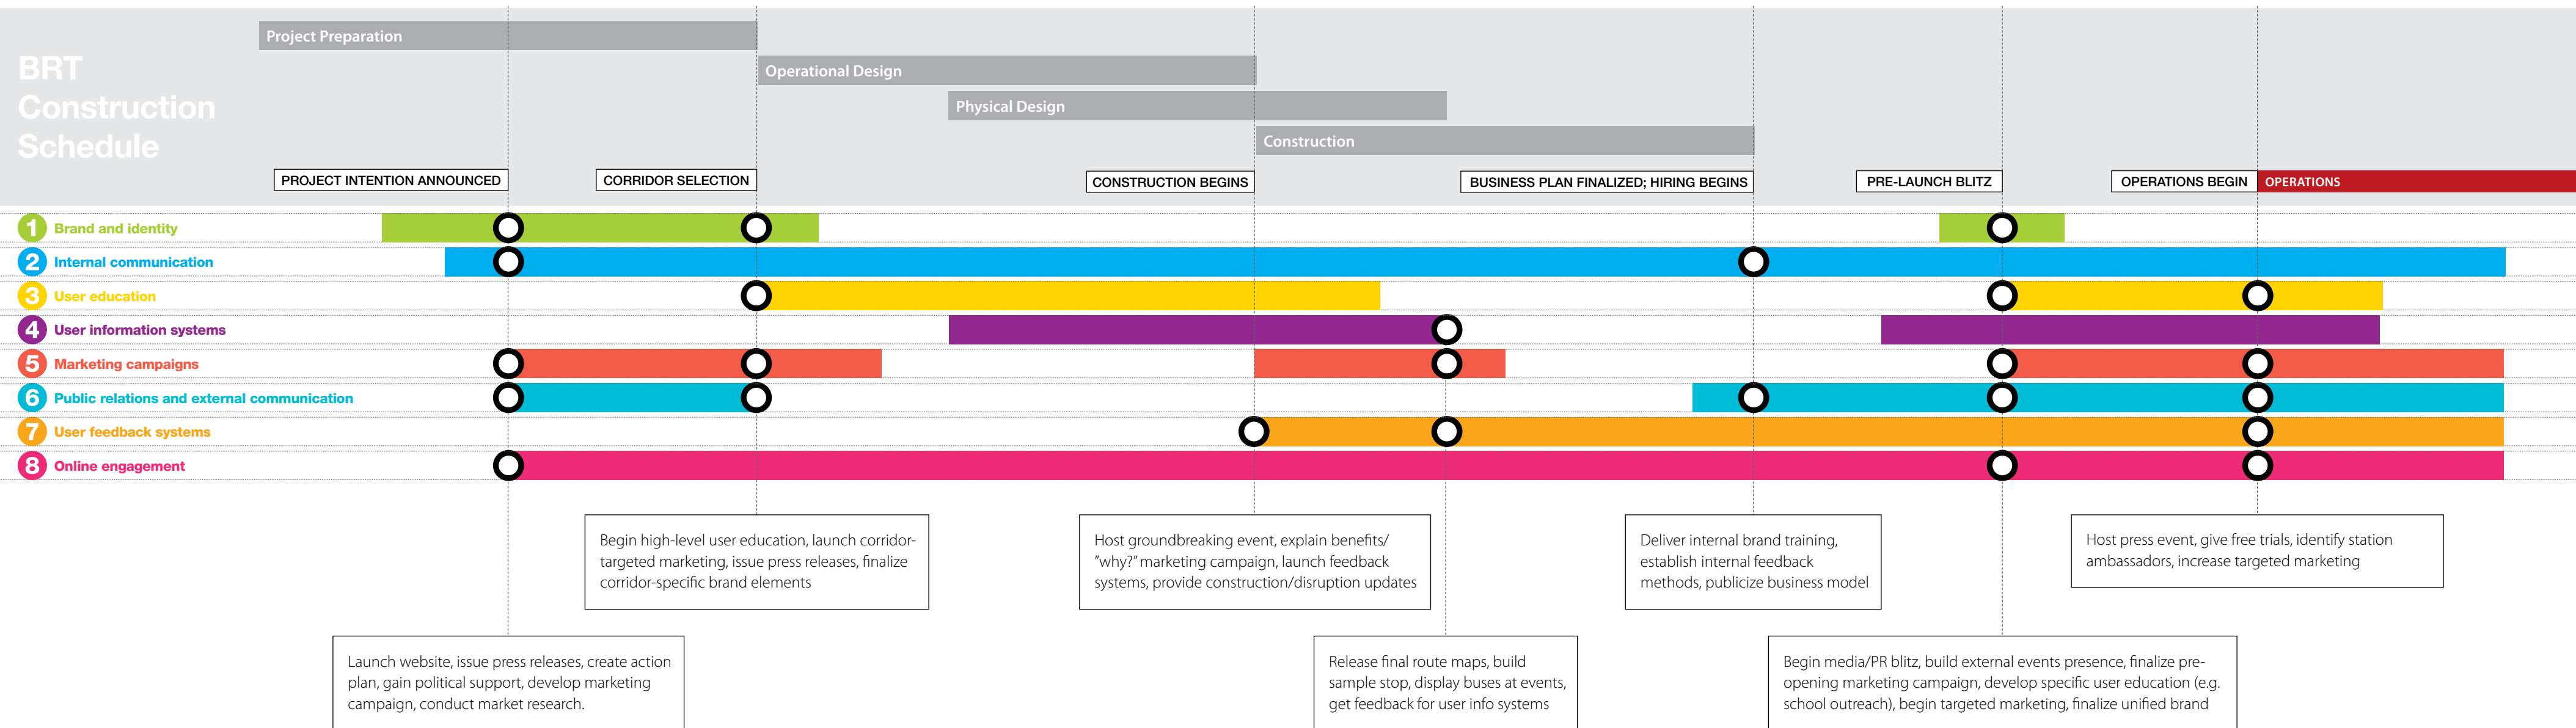 BRT
Construction
Schedule
Project Preparation
Operational Design
Physical Design
Construction
PROJECT INTENTION ANNOUNCED
CORRIDOR SELECTION
CONSTRUCTION BEGINS
BUSINESS PLAN FINALIZED; HIRING BEGINS
PRE-LAUNCH BLITZ
OPERATIONS BEGIN
OPERATIONS
1 Brand and identity
2 Internal communication
3 User education
4 User information systems
5 Marketing campaigns
6 Public relations and external communication
7 User feedback systems
8 Online engagement
Begin high-level user education, launch corridor-
targeted marketing, issue press releases, finalize
corridor-specific brand elements
Host groundbreaking event, explain benefits/
"why?" marketing campaign, launch feedback
systems, provide construction/disruption updates
Deliver internal brand training,
establish internal feedback
methods, publicize business model
Host press event, give free trials, identify station
ambassadors, increase targeted marketing
Launch website, issue press releases, create action
plan, gain political support, develop marketing
campaign, conduct market research.
Release final route maps, build
sample stop, display buses at events,
get feedback for user info systems
Begin media/PR blitz, build external events presence, finalize pre-
opening marketing campaign, develop specific user education (e.g.
school outreach), begin targeted marketing, finalize unified brand